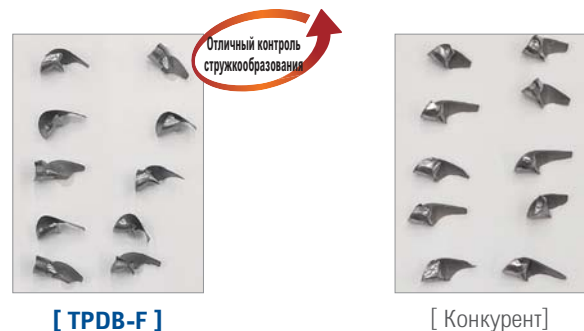 Отличный контроль
стружкообразования
[ TPDB-F ]
[ Конкурент]